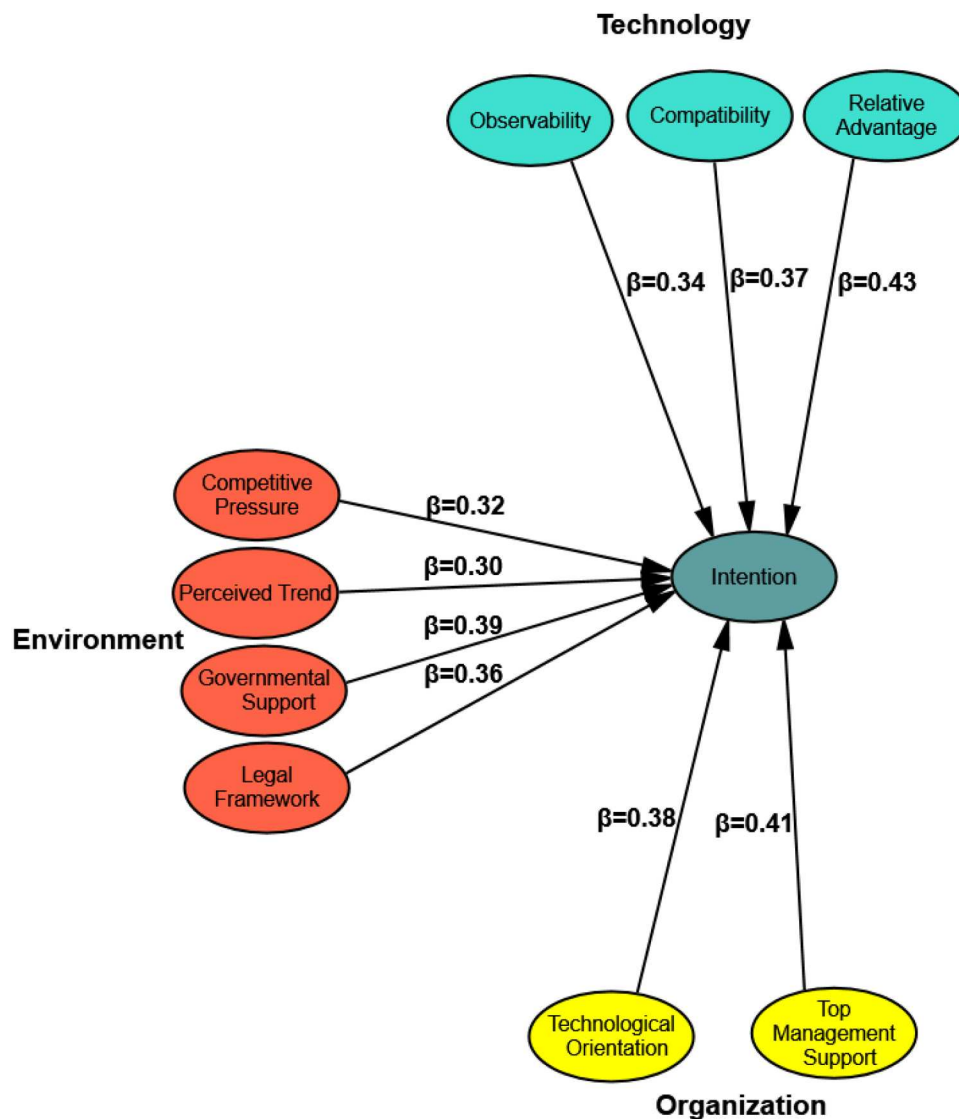 Technology
Observability
Compatibility
Relative
Advantage
β=0.34
β=0.37
β=0.43
Competitive
Pressure
β=0.32
Perceived Trend
β=0.30
Intention
Environment
β=0.39
Governmental
Support
β=0.36
Legal
Framework
β=0.38
β=0.41
Technological
Orientation
Top
Management
Support
Organization